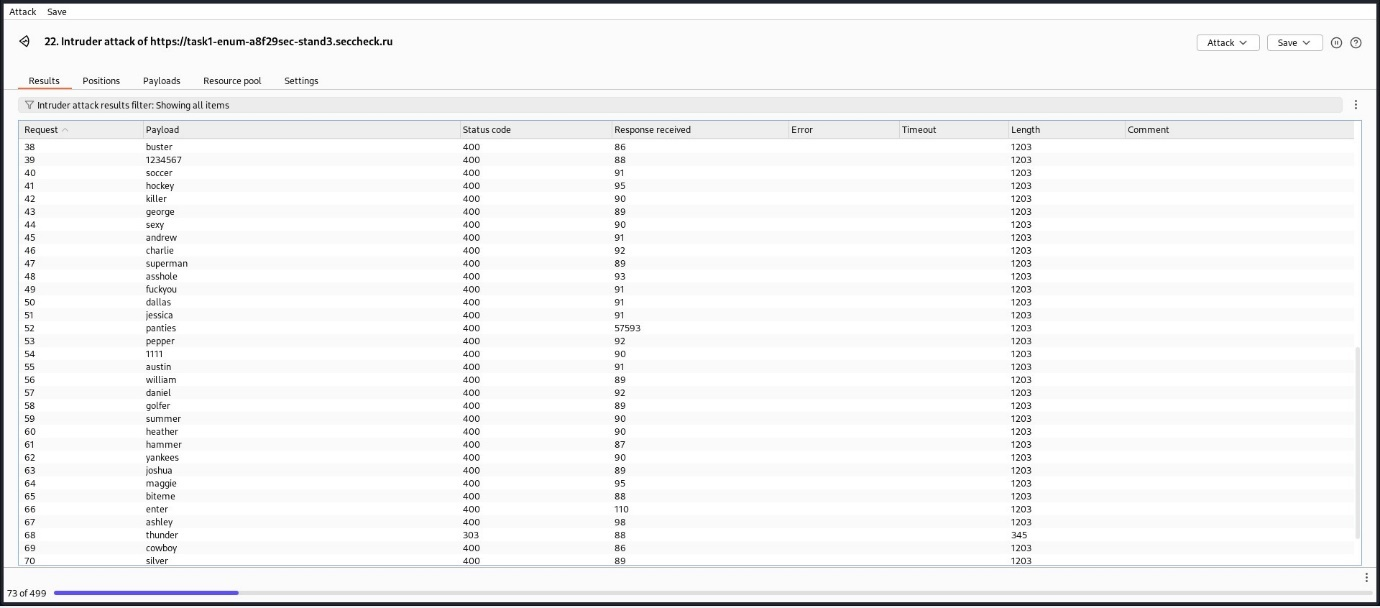 Attack Save
22. Intruder attack of https://task1-enum-a8f29sec-stand3.seccheck.ru
Attack Save
Results Positions Payloads Resource pool Settings
Intruder attack results filter: Showing all items
Request Payload Status code Response received Error Timeout Length Comment
38 buster 400 86 1203
39 1234567 400 88 1203
40 soccer 400 91 1203
41 hockey 400 95 1203
42 killer 400 90 1203
43 george 400 89 1203
44 sexy 400 90 1203
45 andrew 400 91 1203
46 charlie 400 92 1203
47 superman 400 89 1203
48 asshole 400 93 1203
49 fuckyou 400 91 1203
50 dallas 400 91 1203
51 jessica 400 91 1203
52 panties 400 57593 1203
53 pepper 400 92 1203
54 1111 400 90 1203
55 austin 400 91 1203
56 william 400 89 1203
57 daniel 400 92 1203
58 golfer 400 89 1203
59 summer 400 90 1203
60 heather 400 90 1203
61 hammer 400 87 1203
62 yankees 400 90 1203
63 joshua 400 89 1203
64 maggie 400 95 1203
65 biteme 400 88 1203
66 enter 400 110 1203
67 ashley 400 98 1203
68 thunder 303 88 345
69 cowboy 400 86 1203
70 silver 400 89 1203
73 of 499